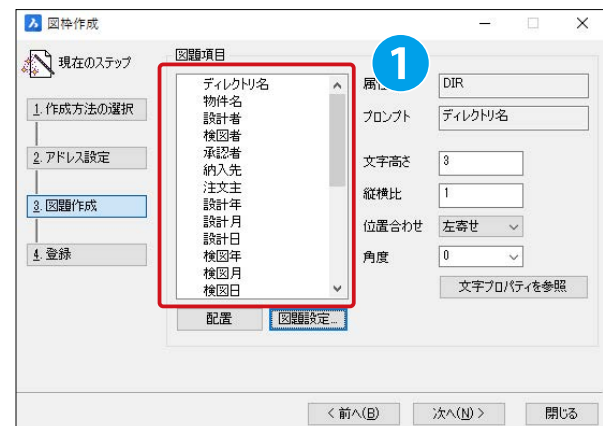 図枠作成
現在のステップ
1. 作成方法の選択
2. アドレス設定
3. 図題作成
4. 登録
図題項目
1
ディレクトリ名
物件名
設計者
検図者
承認者
納入先
注文主
設計年
設計月
設計日
検図年
検図月
検図日
配置
図題設定...
DIR
プロンプト
ディレクトリ名
文字高さ
3
縦横比
1
位置合わせ
左寄せ
角度
0
文字プロパティを参照
< 前へ(B)
次へ(N) >
閉じる